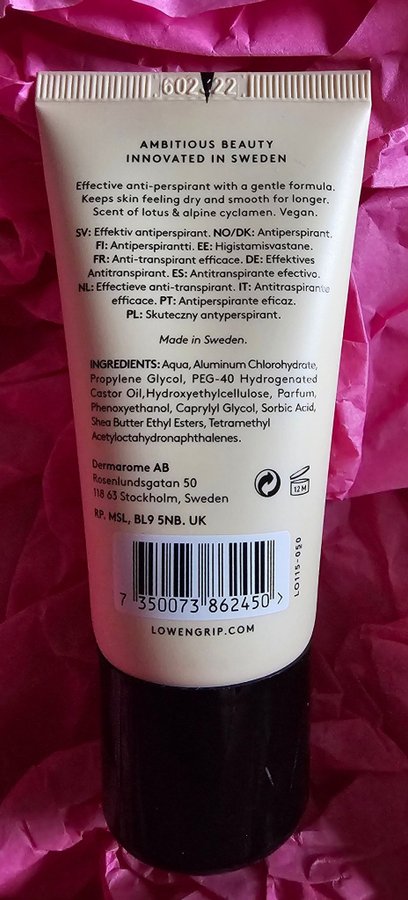 AMBITIOUS BEAUTY
INNOVATED IN SWEDEN
Effective anti-perspirant with a gentle formula.
Keeps skin feeling dry and smooth for longer.
Scent of lotus & alpine cyclamen. Vegan.
SV: Effektiv antiperspirant. NO/DK: Antiperspirant.
FI: Antiperspirantti. EE: Higistamisvastane.
FR: Anti-transpirant efficace. DE: Effektives
Antitranspirant. ES: Antitranspirante efectiva.
NL: Effectieve anti-transpirant. IT: Antitraspirante
efficace. PT: Antiperspirante eficaz.
PL: Skuteczny antyperspirant.
Made in Sweden.
INGREDIENTS: Aqua, Aluminum Chlorohydrate,
Propylene Glycol, PEG-40 Hydrogenated
Castor Oil, Hydroxyethylcellulose, Parfum,
Phenoxyethanol, Caprylyl Glycol, Sorbic Acid,
Shea Butter Ethyl Esters, Tetramethyl
Acetyloctahydronaphthalenes.
Dermarome AB
Rosenlundsgatan 50
118 63 Stockholm, Sweden
12M
RP. MSL, BL9 5NB. UK
LO115-050
7 350073 862450
LOWENGRIP.COM